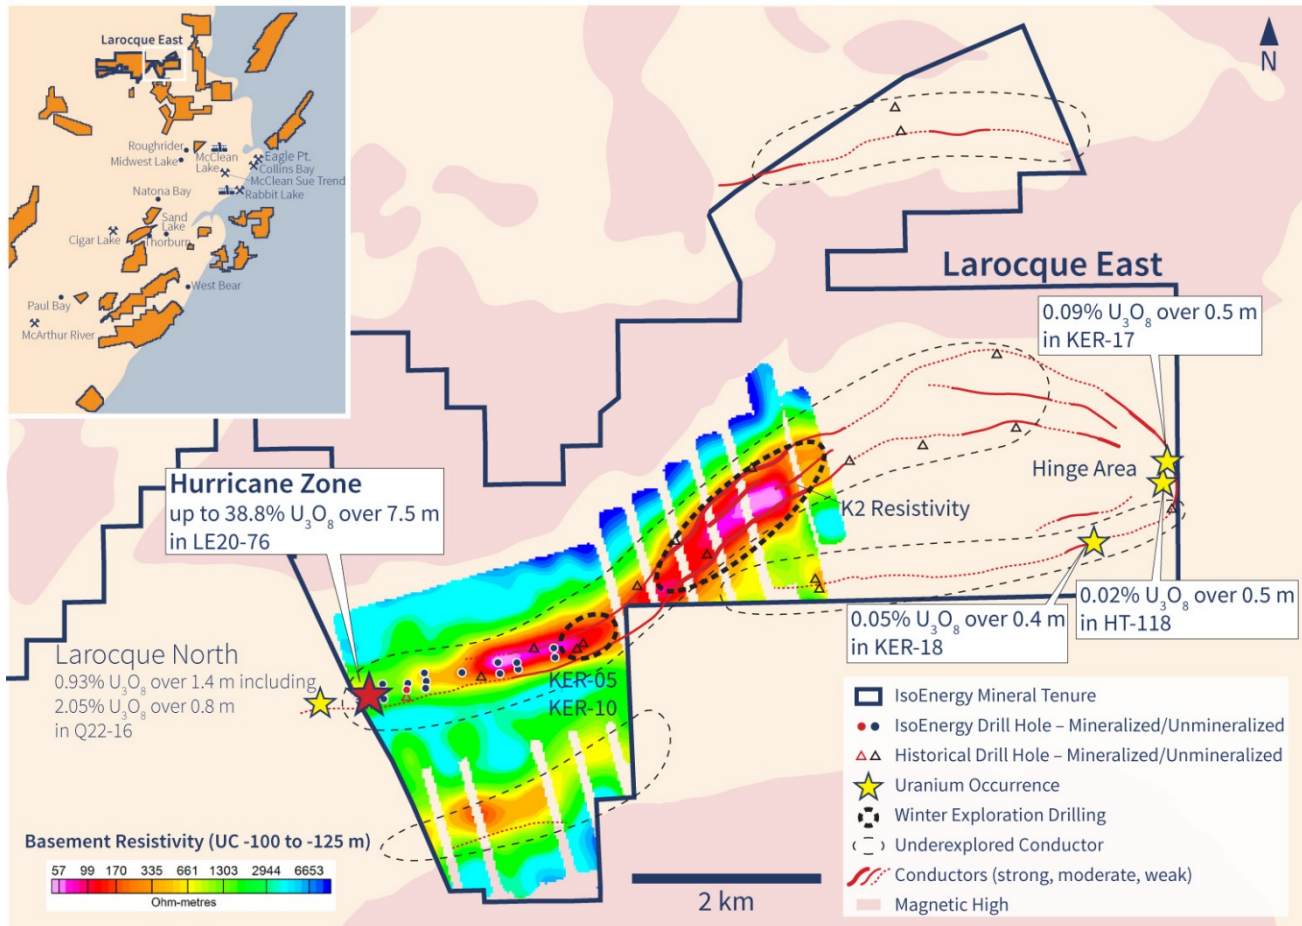 Larocque East
Roughrider
Midwest Lake
McClean
Lake
Eagle Pt.
Collins Bay
McClean Sue Trend
Rabbit Lake
Natona Bay
Sand
Lake
Cigar Lake
Thorburn
West Bear
Paul Bay
McArthur River
N
Larocque East
0.09% U3O8 over 0.5 m
in KER-17
Hinge Area
K2 Resistivity
Hurricane Zone
up to 38.8% U3O8 over 7.5 m
in LE20-76
0.02% U3O8 over 0.5 m
in HT-118
0.05% U3O8 over 0.4 m
in KER-18
Larocque North
0.93% U3O8 over 1.4 m including
2.05% U3O8 over 0.8 m
in Q22-16
KER-05
KER-10
Basement Resistivity (UC -100 to -125 m)
57 99 170 335 661 1303 2944 6653
Ohm-metres
2 km
IsoEnergy Mineral Tenure
IsoEnergy Drill Hole – Mineralized/Unmineralized
Historical Drill Hole – Mineralized/Unmineralized
Uranium Occurrence
Winter Exploration Drilling
Underexplored Conductor
Conductors (strong, moderate, weak)
Magnetic High